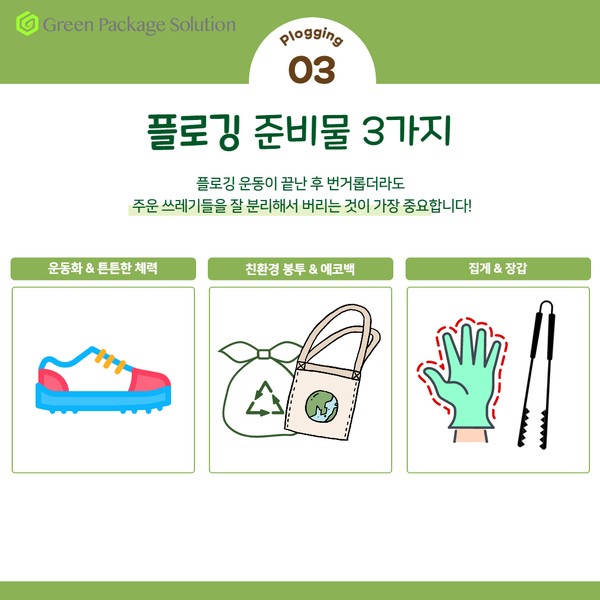 Green Package Solution
Plogging
03
플로깅 준비물 3가지
플로깅 운동이 끝난 후 번거롭더라도
주운 쓰레기들을 잘 분리해서 버리는 것이 가장 중요합니다!
운동화 & 튼튼한 체력
친환경 봉투 & 에코백
집게 & 장갑